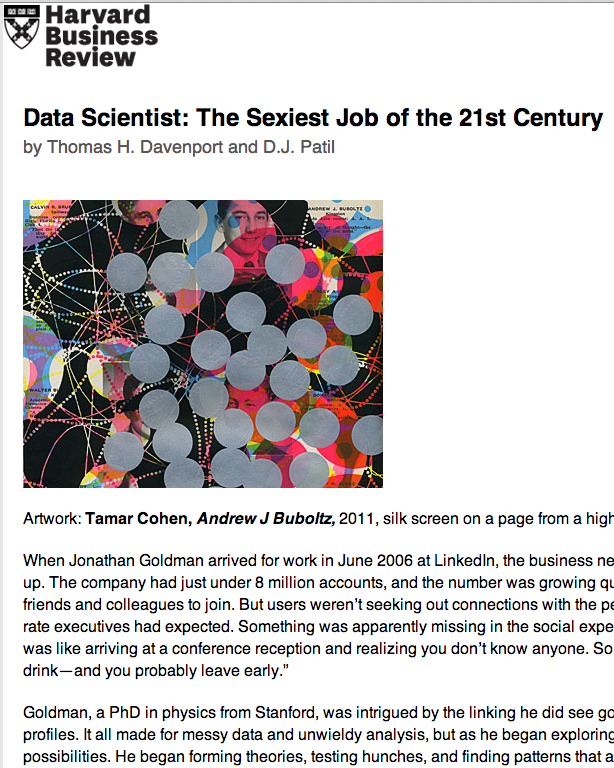 Harvard
Business
Review
Data Scientist: The Sexiest Job of the 21st Century
by Thomas H. Davenport and D.J. Patil
ANDREW J. BUBOLTZ
Artwork: Tamar Cohen, Andrew J Buboltz, 2011, silk screen on a page from a high
When Jonathan Goldman arrived for work in June 2006 at LinkedIn, the business ne
up. The company had just under 8 million accounts, and the number was growing qu
friends and colleagues to join. But users weren’t seeking out connections with the pe
rate executives had expected. Something was apparently missing in the social expe
was like arriving at a conference reception and realizing you don’t know anyone. So
drink—and you probably leave early.”
Goldman, a PhD in physics from Stanford, was intrigued by the linking he did see go
profiles. It all made for messy data and unwieldy analysis, but as he began exploring
possibilities. He began forming theories, testing hunches, and finding patterns that a